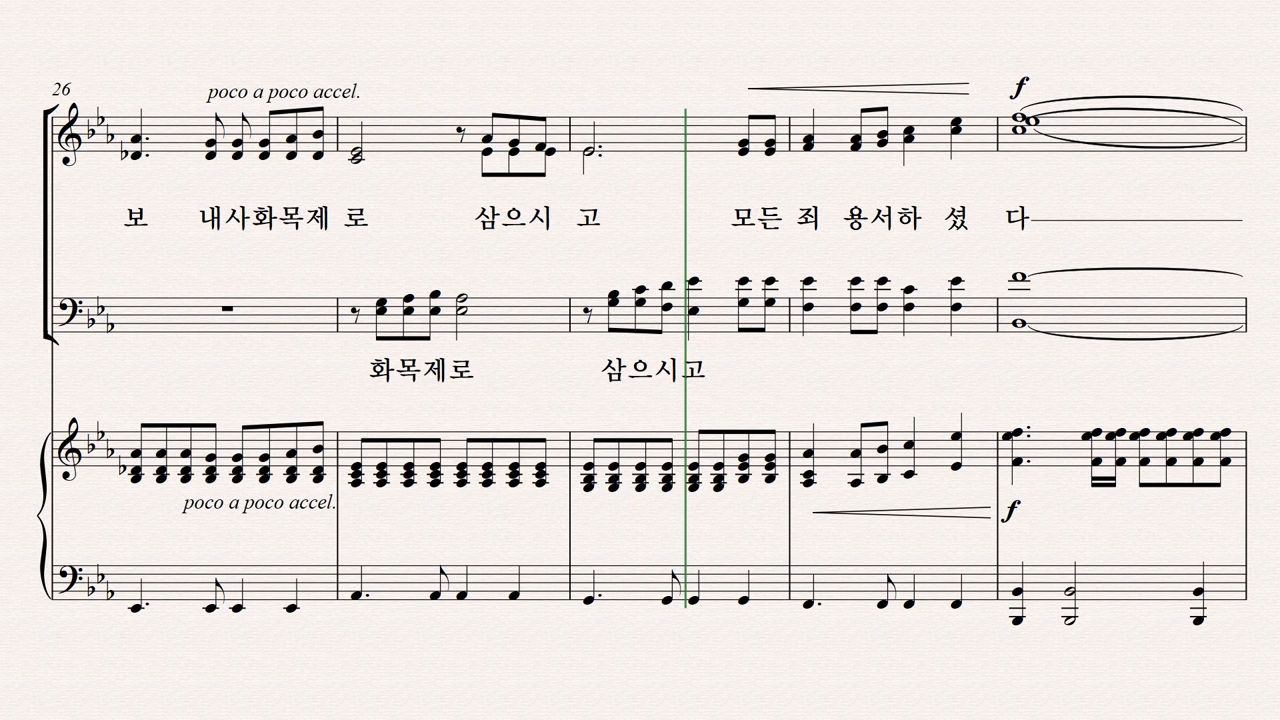 26
poco a poco accel.
f
보 내사화목제 로 삼으시 고 모든 죄 용서하 셨 다
화목제로 삼으시고
poco a poco accel.
f